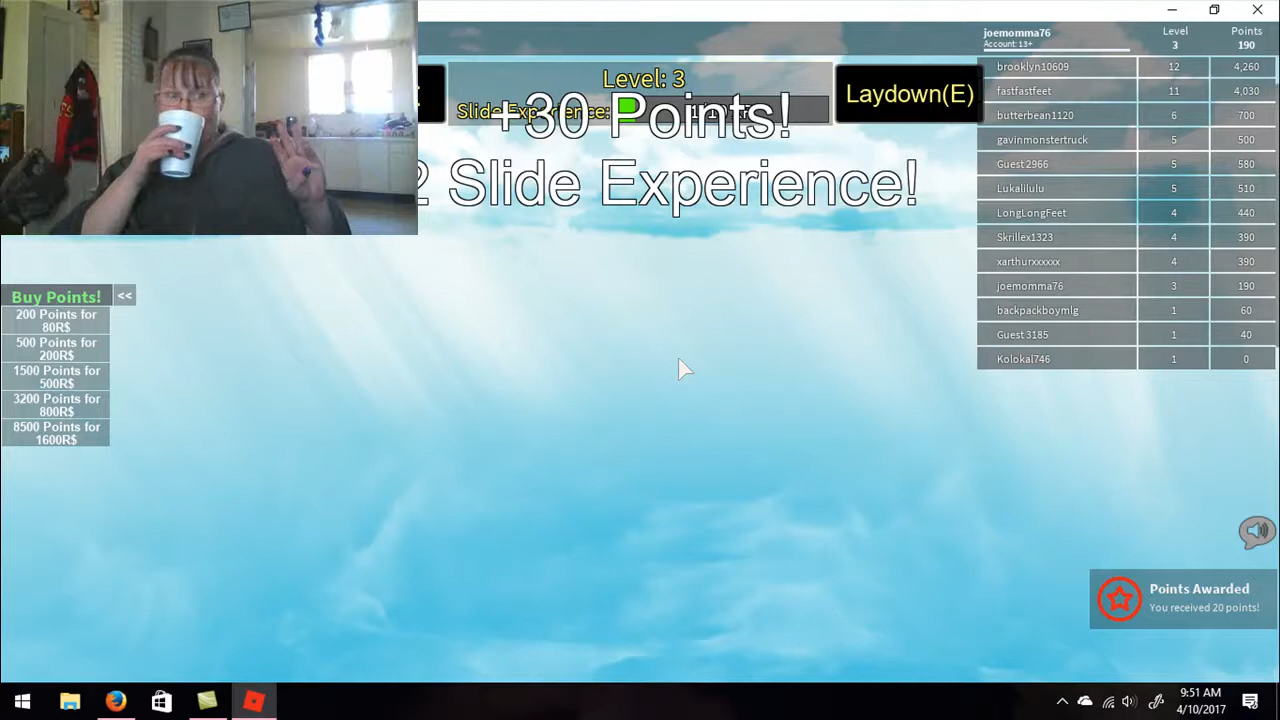 joemomma76
Account: 13+
Level
3
Points
190
Level: 3
Slide Experience:
Laydown(E)
+30 Points!
2 Slide Experience!
brooklyn10609 12 4,260
fastfastfeet 11 4,030
butterbean1120 6 700
gavinmonstertruck 5 500
Guest 2966 5 580
Lukalilulu 5 510
LongLongFeet 4 440
Skrillex1323 4 390
xarthurxxxxxx 4 390
joemomma76 3 190
backpackboymlg 1 60
Guest 3185 1 40
Kolokal746 1 0
Buy Points! <<
200 Points for
80R$
500 Points for
200R$
1500 Points for
500R$
3200 Points for
800R$
8500 Points for
1600R$
Points Awarded
You received 20 points!
9:51 AM
4/10/2017